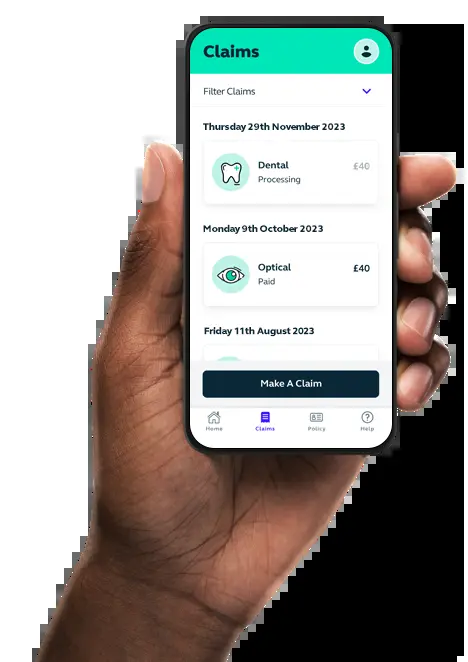 Claims
Filter Claims
Thursday 29th November 2023
Dental £40
Processing
Monday 9th October 2023
Optical £40
Paid
Friday 11th August 2023
Make A Claim
Home Claims Policy Help